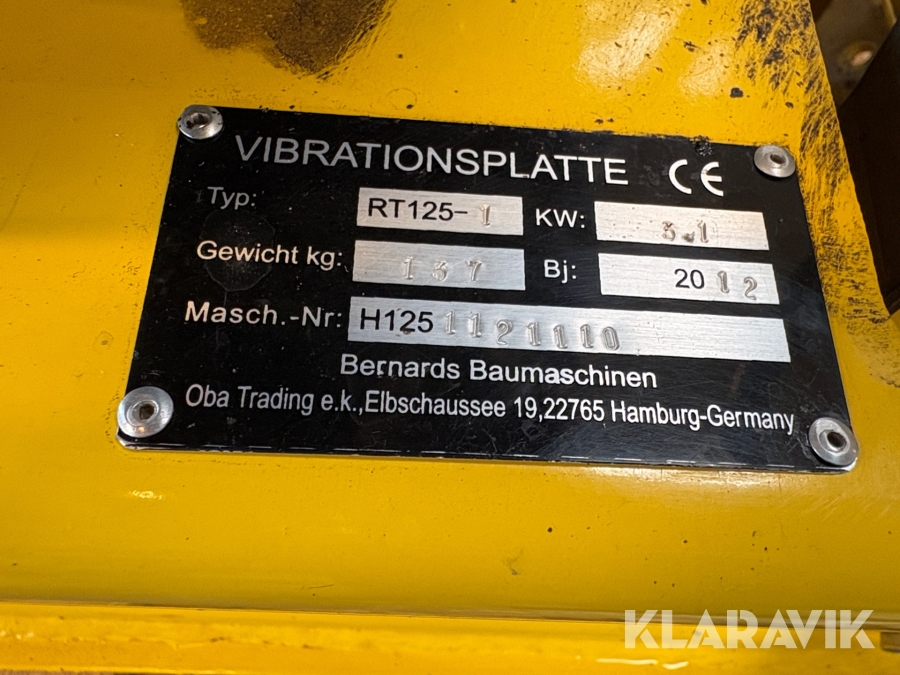 VIBRATIONSPLATTE CE
Typ: RT125-1 KW: 3.1
Gewicht kg: 137 Bj: 2012
Masch.-Nr: H125 1121110
Bernards Baumaschinen
Oba Trading e.k.,Elbschaussee 19,22765 Hamburg-Germany
KLARAVIK